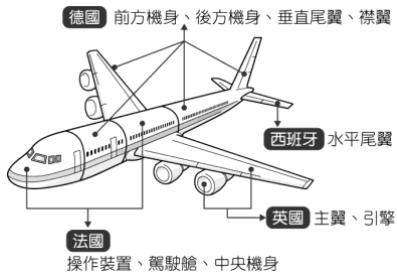 德國 前方機身、後方機身、垂直尾翼、襟翼
西班牙 水平尾翼
英國 主翼、引擎
法國
操作裝置、駕駛艙、中央機身